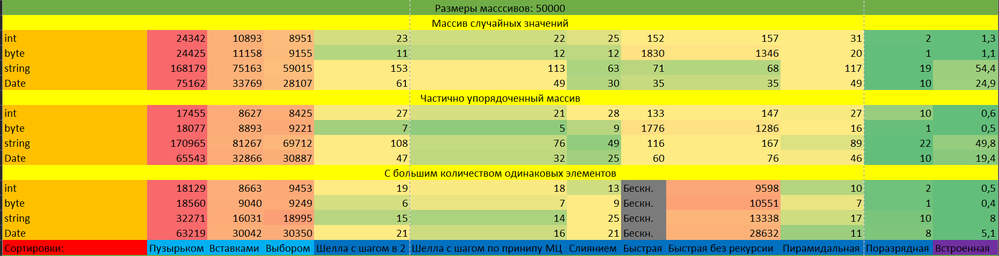 Размеры масссивов: 50000
Массив случайных значений
int 24342 10893 8951 23 22 25 152 157 31 2 1,3
byte 24425 11158 9155 11 12 12 1830 1346 20 1 1,1
string 168179 75163 59015 153 113 63 71 68 117 19 54,4
Date 75162 33769 28107 61 49 30 35 35 49 10 24,9
Частично упорядоченный массив
int 17455 8627 8425 27 21 28 133 147 27 10 0,6
byte 18077 8893 9221 7 5 9 1776 1286 16 1 0,5
string 170965 81267 69712 108 76 49 116 167 89 22 49,8
Date 65543 32866 30887 47 32 25 60 76 46 10 19,4
С большим количеством одинаковых элементов
int 18129 8663 9453 19 18 13 Бескн. 9598 10 2 0,5
byte 18560 9040 9249 6 7 9 Бескн. 10551 7 1 0,4
string 32271 16031 18995 15 14 25 Бескн. 13338 17 10 8
Date 63219 30042 30350 21 16 21 Бескн. 28632 11 8 5,1
Сортировки: Пузырьком Вставками Выбором Шелла с шагом в 2 Шелла с шагом по принипу МЦ Слиянием Быстрая Быстрая без рекурсии Пирамидальная Поразрядная Встроенная